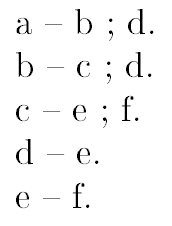 a – b ; d.
b – c ; d.
c – e ; f.
d – e.
e – f.